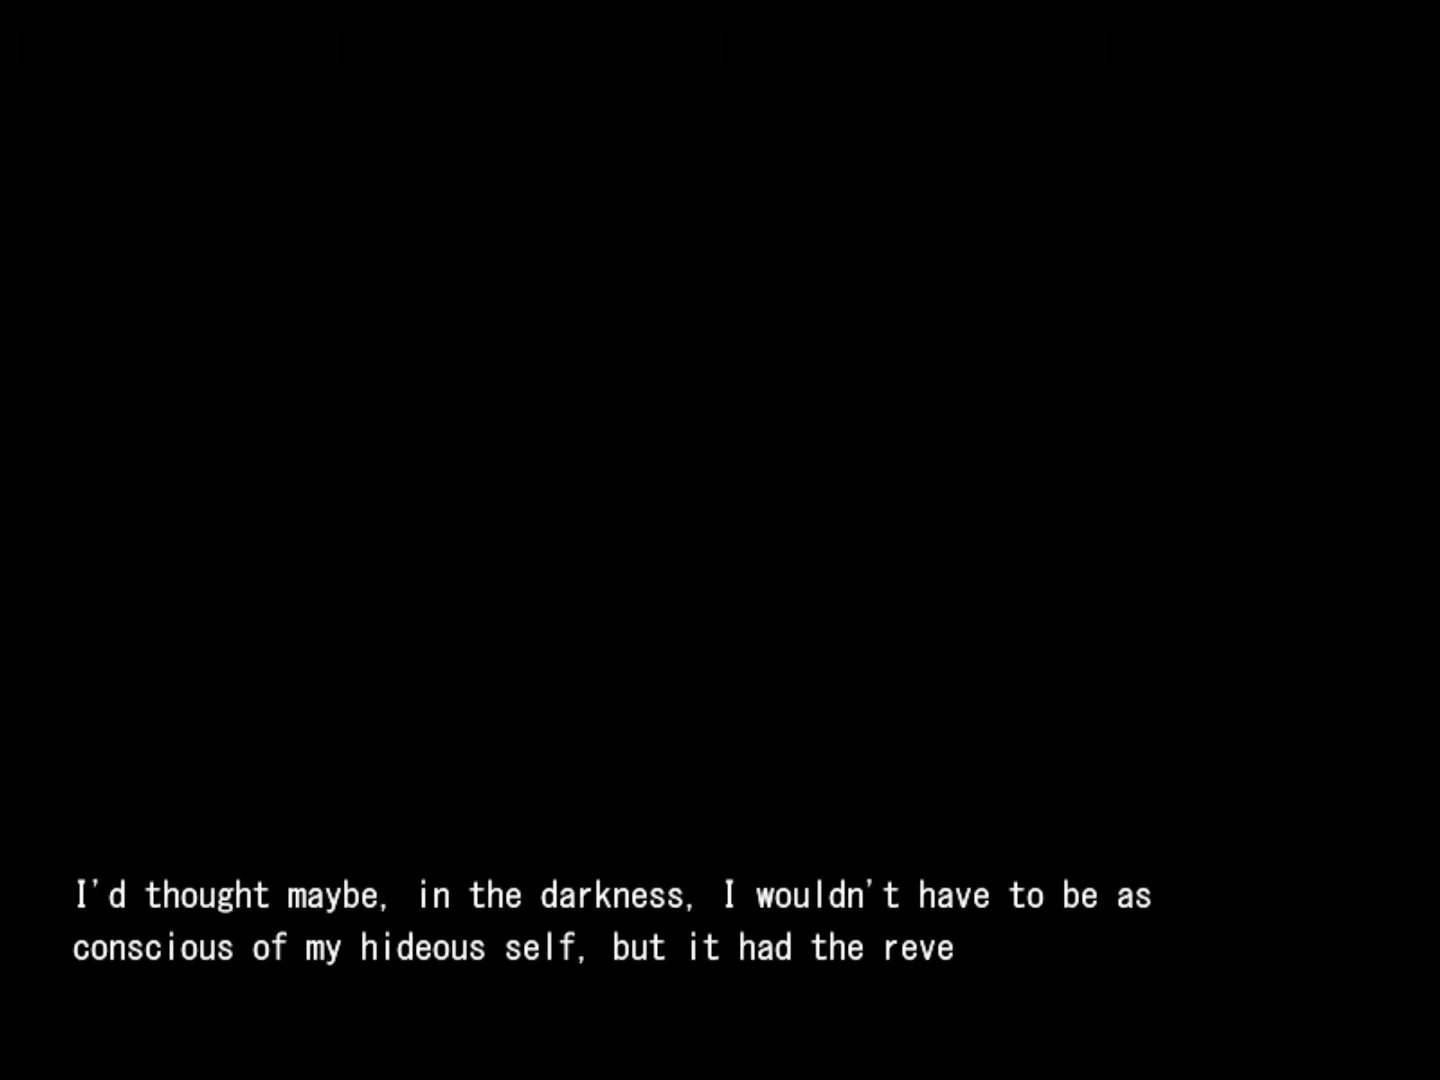 I'd thought maybe, in the darkness, I wouldn't have to be as
conscious of my hideous self, but it had the reve